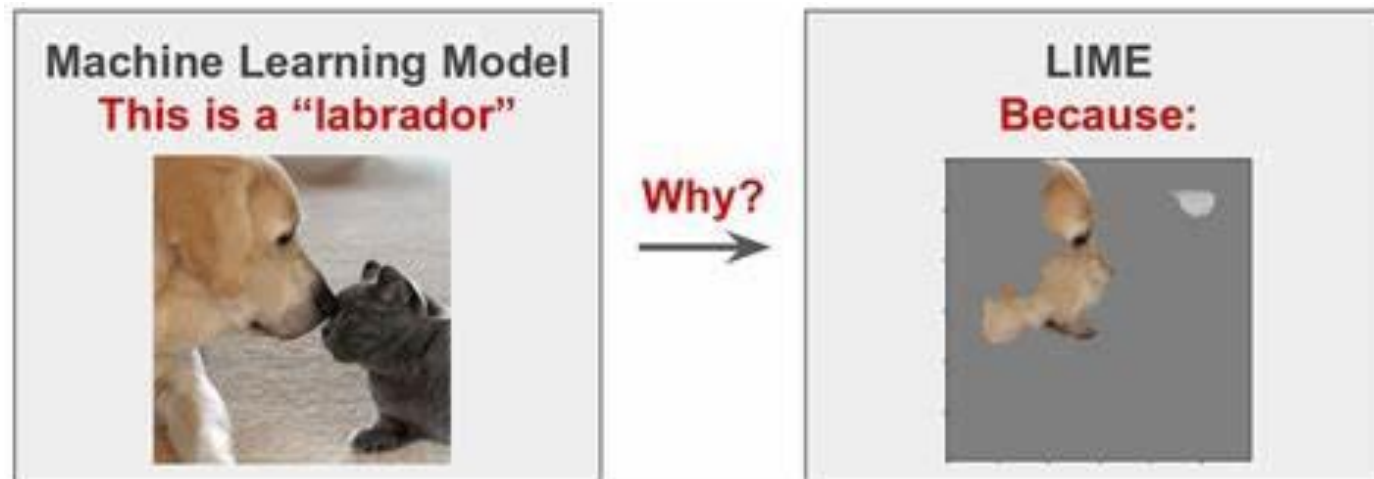 Machine Learning Model
This is a “labrador”
Why?
LIME
Because: